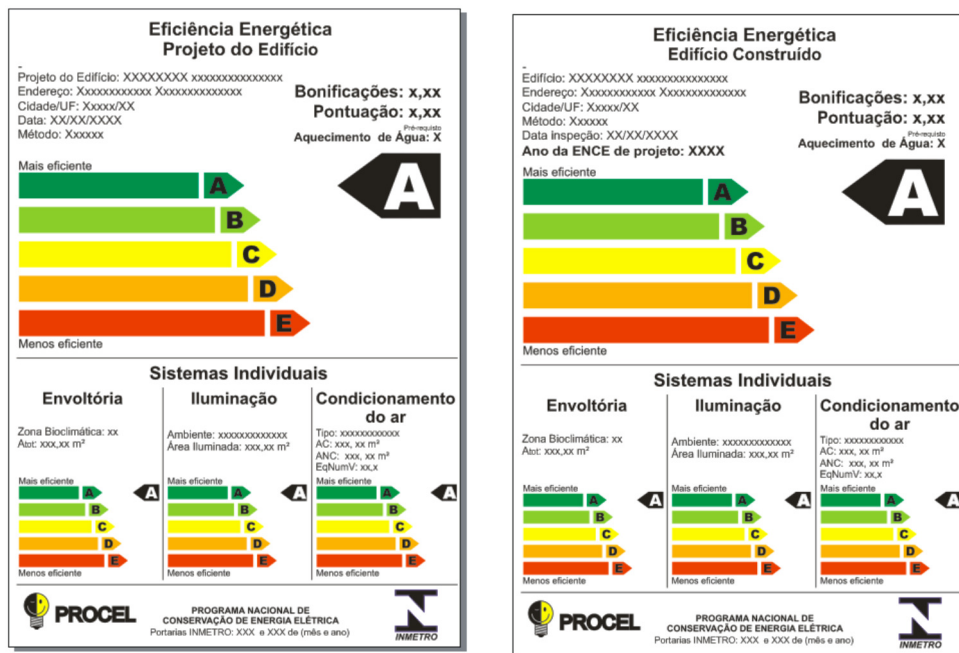 Eficiência Energética
Projeto do Edifício
-
Projeto do Edifício: XXXXXXXX xxxxxxxxxxxxxxx
Endereço: Xxxxxxxxxxxx Xxxxxxxxxxxxxx
Cidade/UF: Xxxxx/XX
Data: XX/XX/XXXX
Método: Xxxxxx
Bonificações: x,xx
Pontuação: x,xx
Pré-requisto
Aquecimento de Água: X
Mais eficiente
A
A
B
C
D
E
Menos eficiente
Sistemas Individuais
Envoltória
Zona Bioclimática: xx
Atot: xxx,xx m²
Mais eficiente
A
A
B
C
D
E
Menos eficiente
Iluminação
Ambiente: xxxxxxxxxxxxx
Área Iluminada: xxx,xx m²
Mais eficiente
A
A
B
C
D
E
Menos eficiente
Condicionamento
do ar
Tipo: xxxxxxxxxxxx
AC: xxx, xx m²
ANC: xxx, xx m²
EqNumV: xx,x
Mais eficiente
A
A
B
C
D
E
Menos eficiente
PROCEL
PROGRAMA NACIONAL DE
CONSERVAÇÃO DE ENERGIA ELÉTRICA
Portarias INMETRO: XXX e XXX de (mês e ano)
INMETRO
Eficiência Energética
Edifício Construído
-
Edifício: XXXXXXXX xxxxxxxxxxxxxxx
Endereço: Xxxxxxxxxxxx Xxxxxxxxxxxxxx
Cidade/UF: Xxxxx/XX
Método: Xxxxxx
Data inspeção: XX/XX/XXXX
Ano da ENCE de projeto: XXXX
Bonificações: x,xx
Pontuação: x,xx
Pré-requisto
Aquecimento de Água: X
Mais eficiente
A
A
B
C
D
E
Menos eficiente
Sistemas Individuais
Envoltória
Zona Bioclimática: xx
Atot: xxx,xx m²
Mais eficiente
A
A
B
C
D
E
Menos eficiente
Iluminação
Ambiente: xxxxxxxxxxxxx
Área Iluminada: xxx,xx m²
Mais eficiente
A
A
B
C
D
E
Menos eficiente
Condicionamento
do ar
Tipo: xxxxxxxxxxxx
AC: xxx, xx m²
ANC: xxx, xx m²
EqNumV: xx,x
Mais eficiente
A
A
B
C
D
E
Menos eficiente
PROCEL
PROGRAMA NACIONAL DE
CONSERVAÇÃO DE ENERGIA ELÉTRICA
Portarias INMETRO: XXX e XXX de (mês e ano)
INMETRO